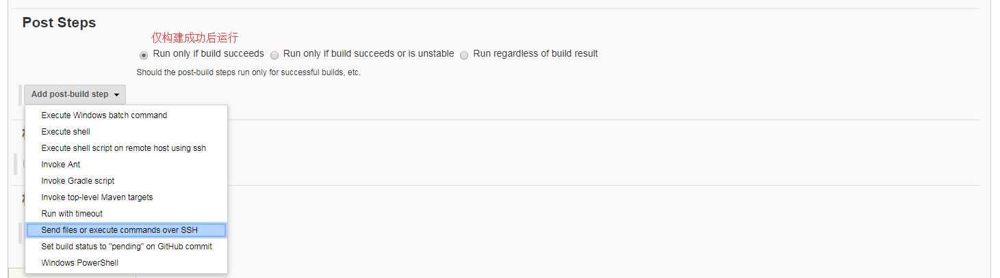 Post Steps
仅构建成功后运行
Run only if build succeeds Run only if build succeeds or is unstable Run regardless of build result
Should the post-build steps run only for successful builds, etc.
Add post-build step
Execute Windows batch command
Execute shell
Execute shell script on remote host using ssh
Invoke Ant
Invoke Gradle script
Invoke top-level Maven targets
Run with timeout
Send files or execute commands over SSH
Set build status to "pending" on GitHub commit
Windows PowerShell